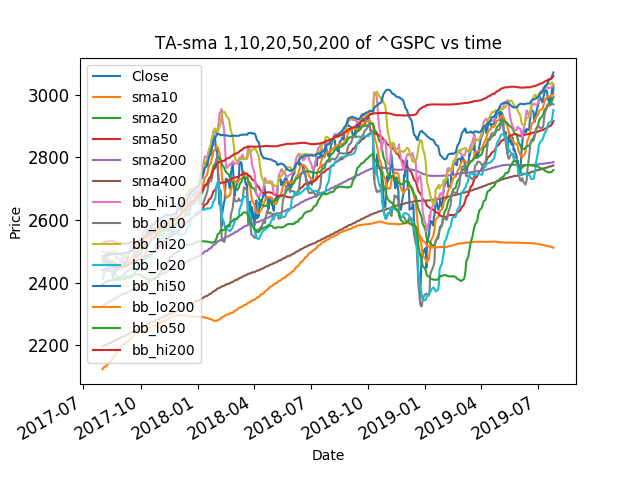 TA-sma 1,10,20,50,200 of ^GSPC vs time
Close
sma10
sma20
sma50
sma200
sma400
bb_hi10
bb_lo10
bb_hi20
bb_lo20
bb_hi50
bb_lo200
bb_lo50
bb_hi200
3000
2800
2600
2400
2200
Price
2017-07
2017-10
2018-01
2018-04
2018-07
2018-10
2019-01
2019-04
2019-07
Date